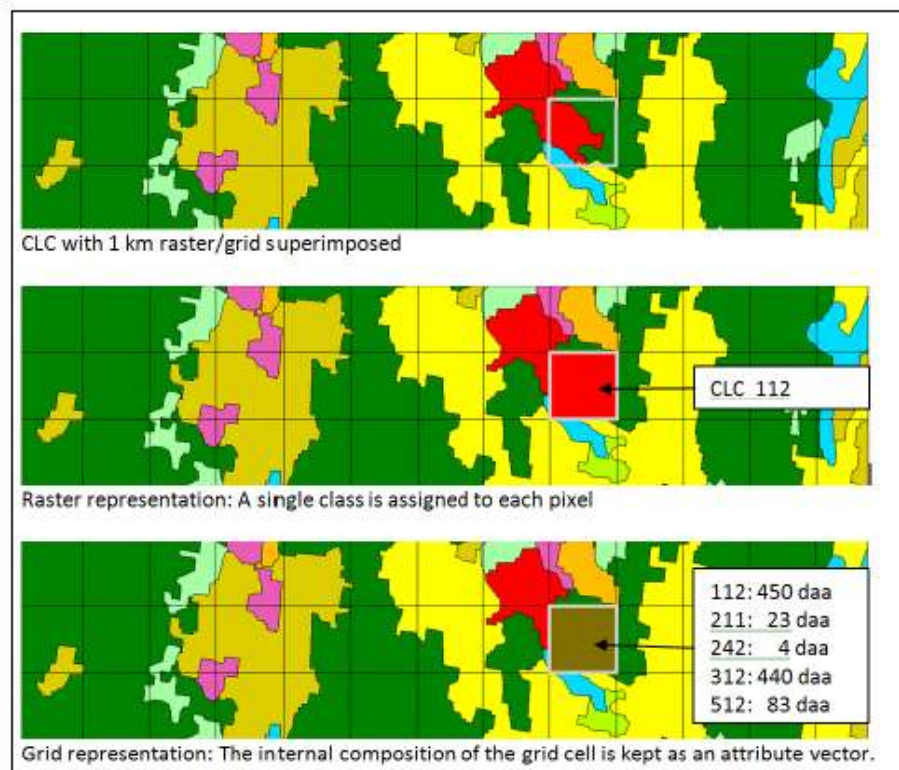 CLC with 1 km raster/grid superimposed
CLC 112
Raster representation: A single class is assigned to each pixel
112: 450 daa
211: 23 daa
242: 4 daa
312: 440 daa
512: 83 daa
Grid representation: The internal composition of the grid cell is kept as an attribute vector.